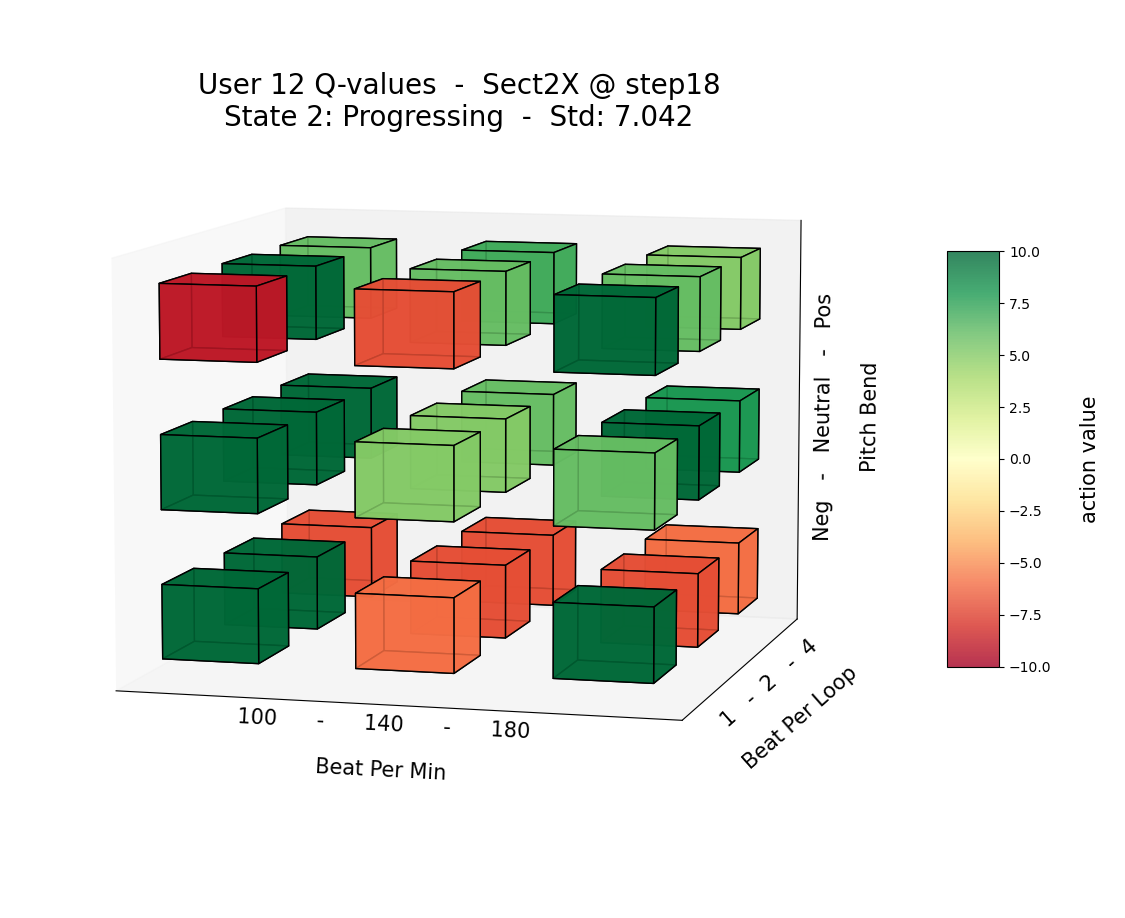 User 12 Q-values  -  Sect2X @ step18
State 2: Progressing  -  Std: 7.042
100    -    140    -    180
Beat Per Min
1  -  2  -  4
Beat Per Loop
Neg   -   Neutral   -   Pos
Pitch Bend
10.0
7.5
5.0
2.5
0.0
−2.5
−5.0
−7.5
−10.0
action value